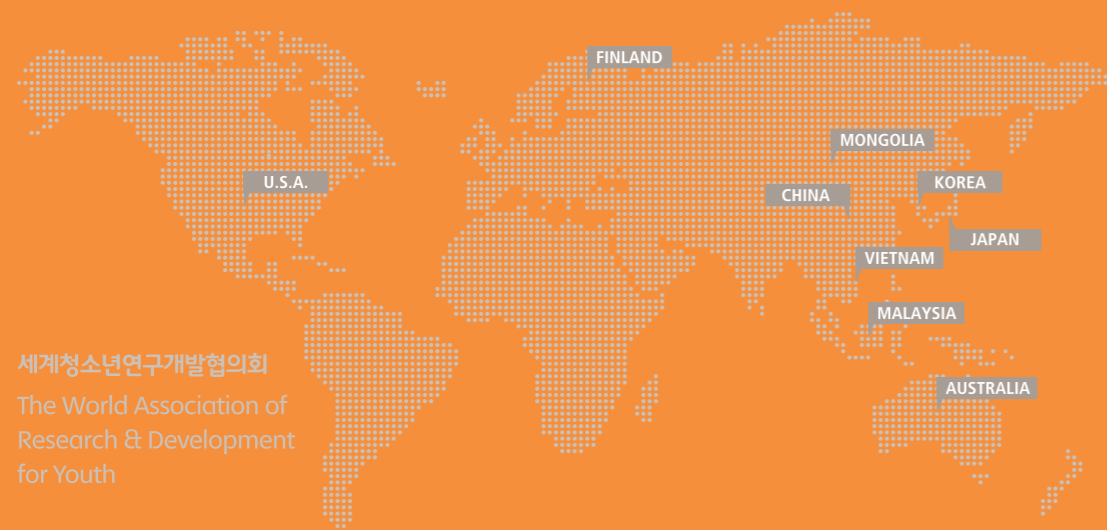 FINLAND
MONGOLIA
U.S.A.
KOREA
CHINA
JAPAN
VIETNAM
MALAYSIA
세계청소년연구개발협의회
AUSTRALIA
The World Association of
Research & Development
for Youth